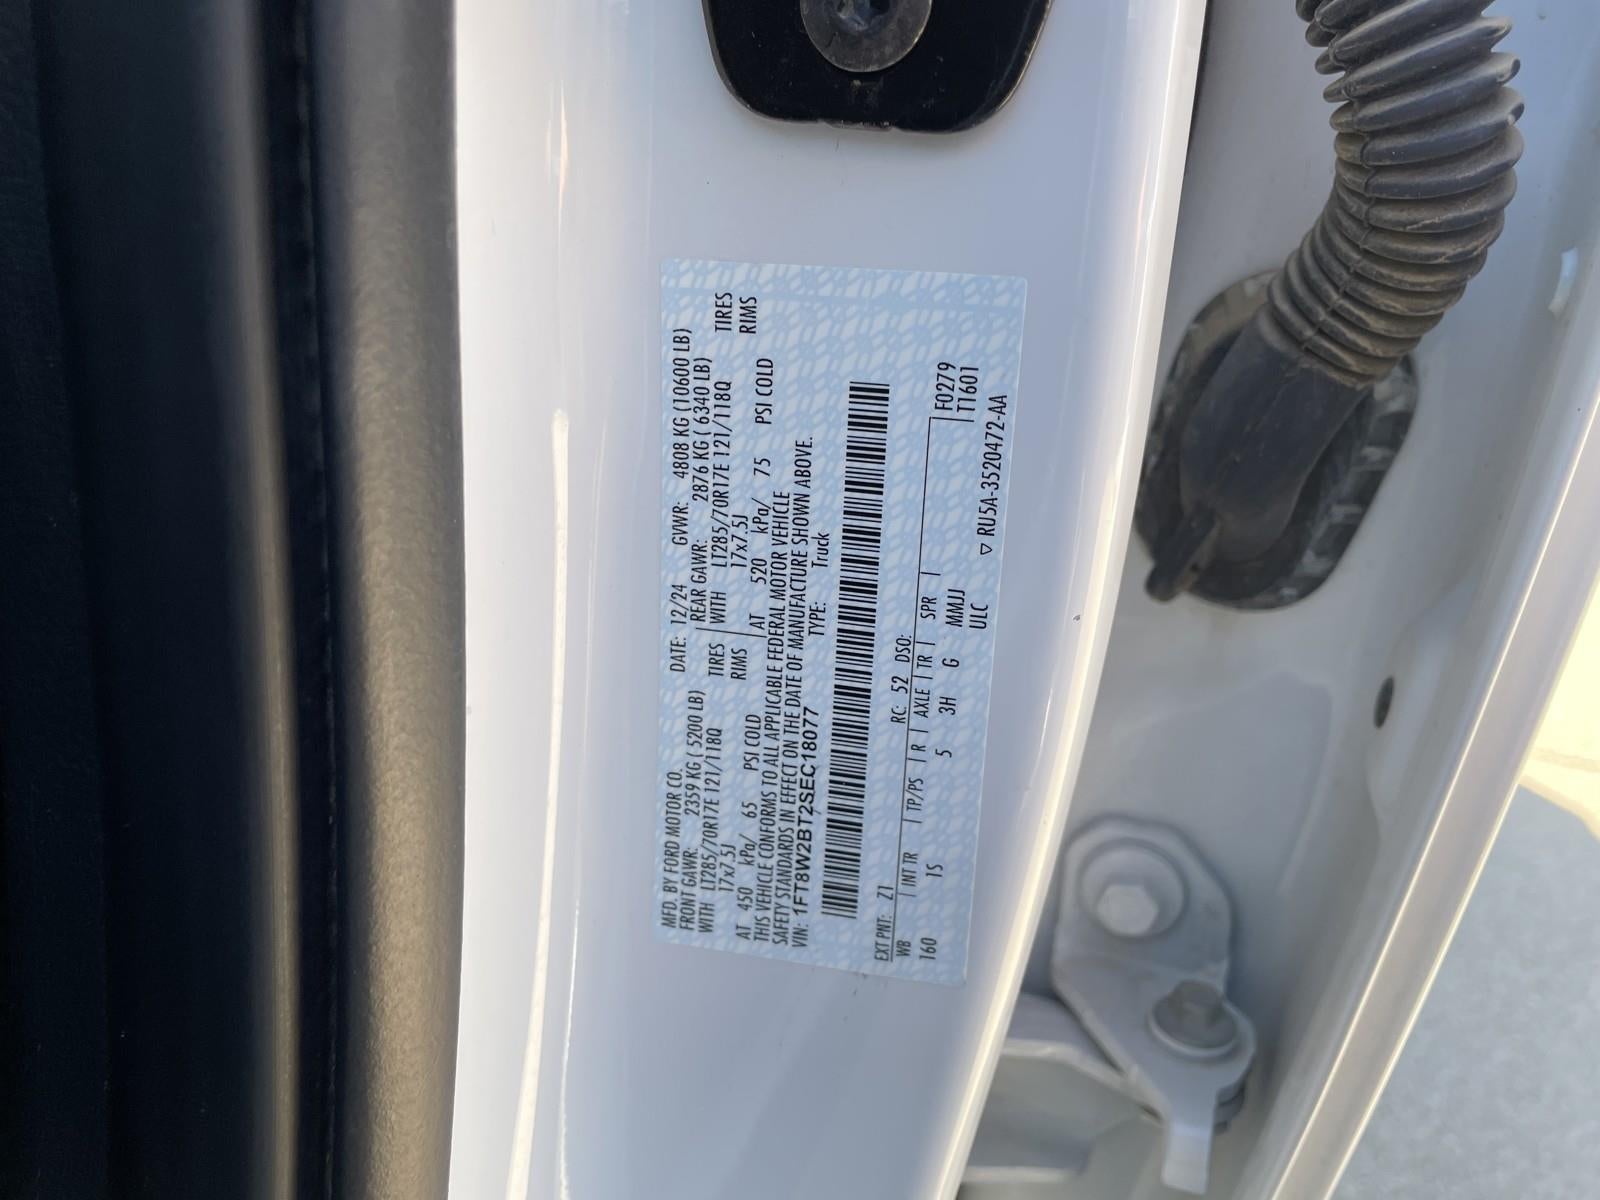 MFD. BY FORD MOTOR CO.
DATE: 12/24 GVWR: 4808 KG (10600 LB)
FRONT GAWR: 2359 KG ( 5200 LB) REAR GAWR: 2876 KG ( 6340 LB)
WITH LT285/70R17E 121/118Q TIRES WITH LT285/70R17E 121/118Q TIRES
17x7.5J RIMS 17x7.5J RIMS
AT 450 kPa/ 65 PSI COLD AT 520 kPa/ 75 PSI COLD
THIS VEHICLE CONFORMS TO ALL APPLICABLE FEDERAL MOTOR VEHICLE
SAFETY STANDARDS IN EFFECT ON THE DATE OF MANUFACTURE SHOWN ABOVE.
VIN: 1FT8W2BT2SEC18077 TYPE: Truck
EXT PNT: Z1 RC: 52 DSO: F0279
WB INT TR TP/PS R AXLE TR SPR T1601
160 1S 5 3H G MMJJ
ULC
▽ RU5A-3520472-AA